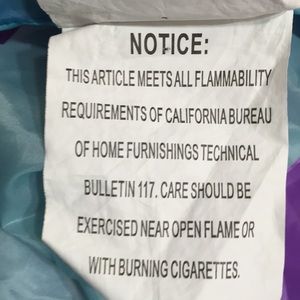 NOTICE:
THIS ARTICLE MEETS ALL FLAMMABILITY
REQUIREMENTS OF CALIFORNIA BUREAU
OF HOME FURNISHINGS TECHNICAL
BULLETIN 117. CARE SHOULD BE
EXERCISED NEAR OPEN FLAME OR
WITH BURNING CIGARETTES.